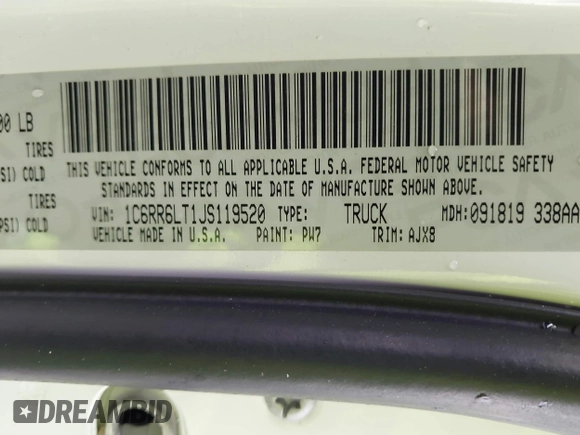 00 LB
TIRES
THIS VEHICLE CONFORMS TO ALL APPLICABLE U.S.A. FEDERAL MOTOR VEHICLE SAFETY
PSI) COLD
STANDARDS IN EFFECT ON THE DATE OF MANUFACTURE SHOWN ABOVE.
TIRES
VIN: 1C6RR6LT1JS119520 TYPE: TRUCK MDH: 091819 338AA
PSI) COLD
VEHICLE MADE IN U.S.A. PAINT: PW7 TRIM: AJX8
DREAMBID